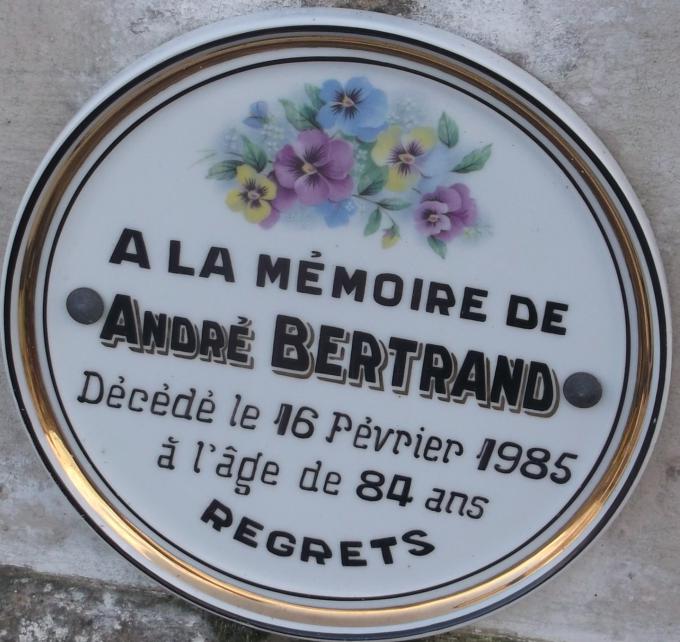 A LA MÉMOIRE DE
ANDRÉ BERTRAND
Décédé le 16 Février 1985
à l'âge de 84 ans
REGRETS